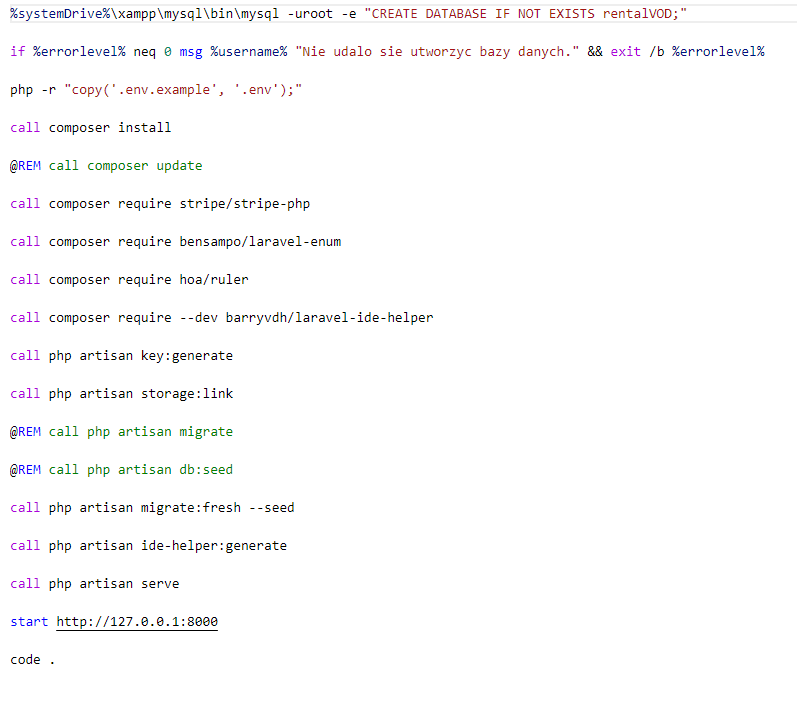 %systemDrive%\xampp\mysql\bin\mysql -uroot -e "CREATE DATABASE IF NOT EXISTS rentalVOD;"
if %errorlevel% neq 0 msg %username% "Nie udalo sie utworzyc bazy danych." && exit /b %errorlevel%
php -r "copy('.env.example', '.env');"
call composer install
@REM call composer update
call composer require stripe/stripe-php
call composer require bensampo/laravel-enum
call composer require hoa/ruler
call composer require --dev barryvdh/laravel-ide-helper
call php artisan key:generate
call php artisan storage:link
@REM call php artisan migrate
@REM call php artisan db:seed
call php artisan migrate:fresh --seed
call php artisan ide-helper:generate
call php artisan serve
start http://127.0.0.1:8000
code .